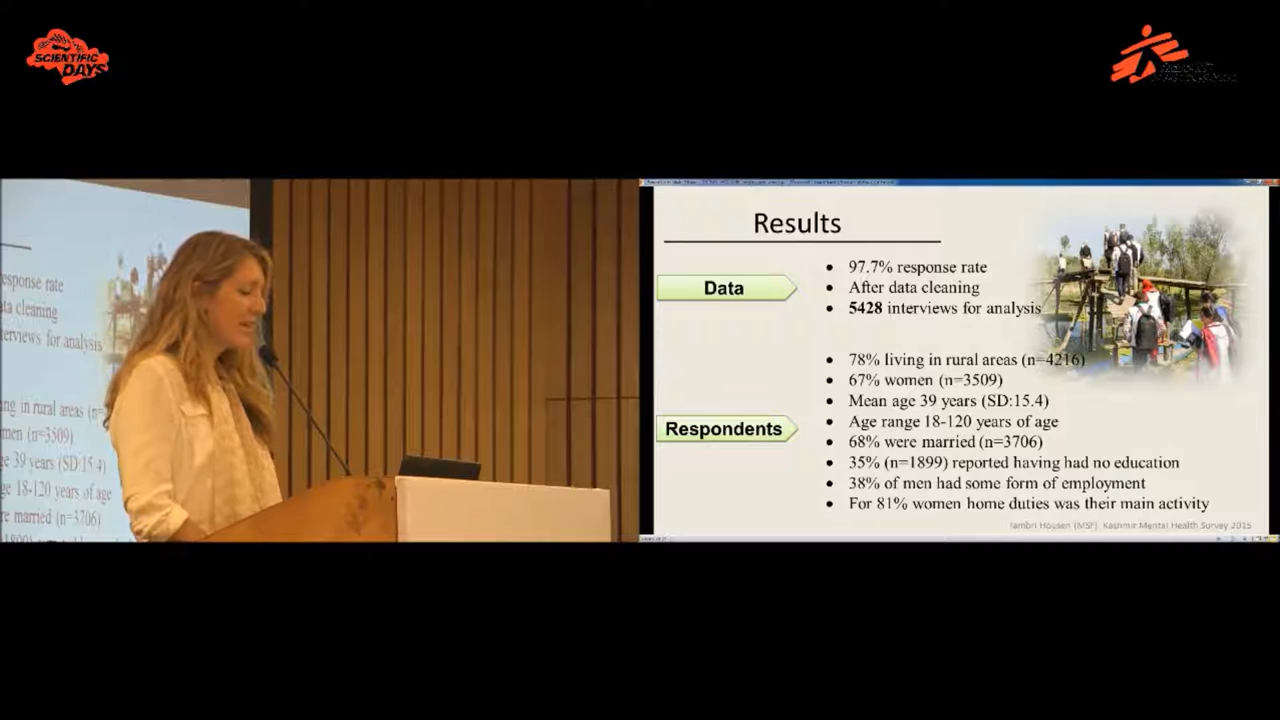 SCIENTIFIC
DAYS
esponse rate
ta cleaning
terviews for analysis
ng in rural areas (n=
men (n=3509)
ge 39 years (SD:15.4)
ge 18-120 years of age
re married (n=3706)
Results
Data
• 97.7% response rate
• After data cleaning
• 5428 interviews for analysis
Respondents
• 78% living in rural areas (n=4216)
• 67% women (n=3509)
• Mean age 39 years (SD:15.4)
• Age range 18-120 years of age
• 68% were married (n=3706)
• 35% (n=1899) reported having had no education
• 38% of men had some form of employment
• For 81% women home duties was their main activity
Tambri Housen (MSF) Kashmir Mental Health Survey 2015